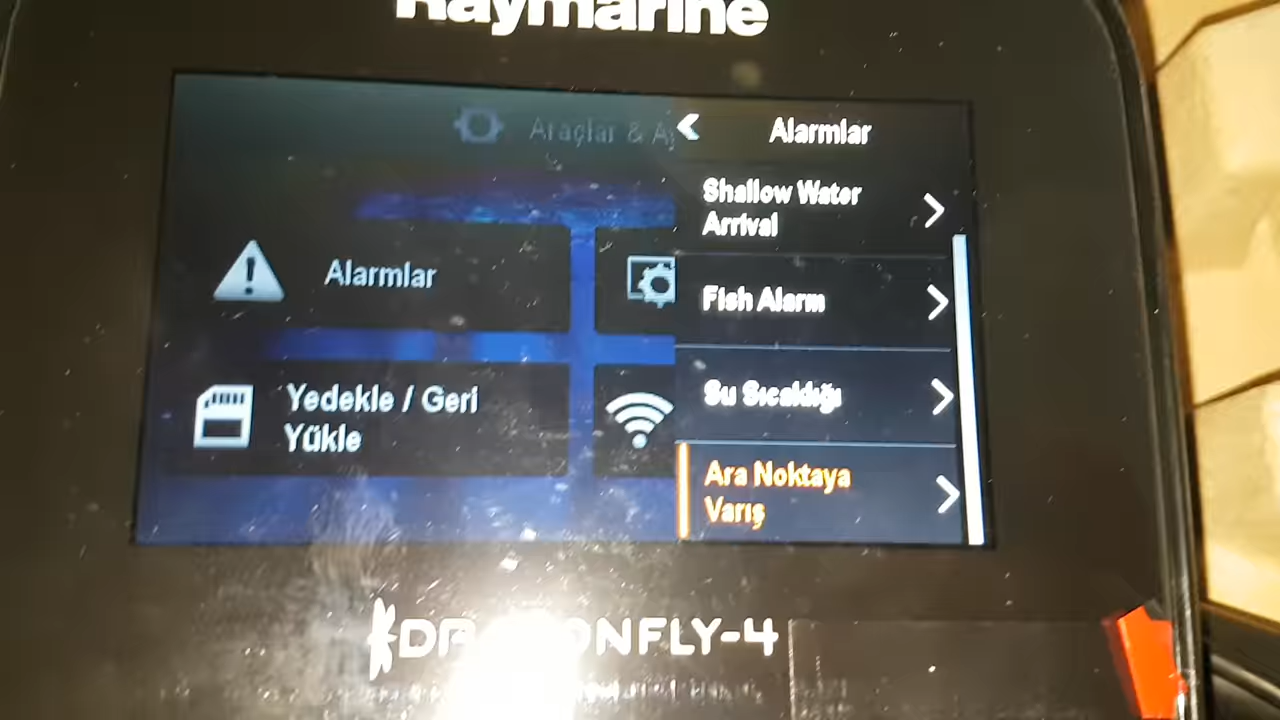 Raymarine
Araçlar & Ay
Alarmlar
Shallow Water
Arrival
Alarmlar
Fish Alarm
Su Sıcaklığı
Yedekle / Geri
Yükle
Ara Noktaya
Varış
DRAGONFLY-4